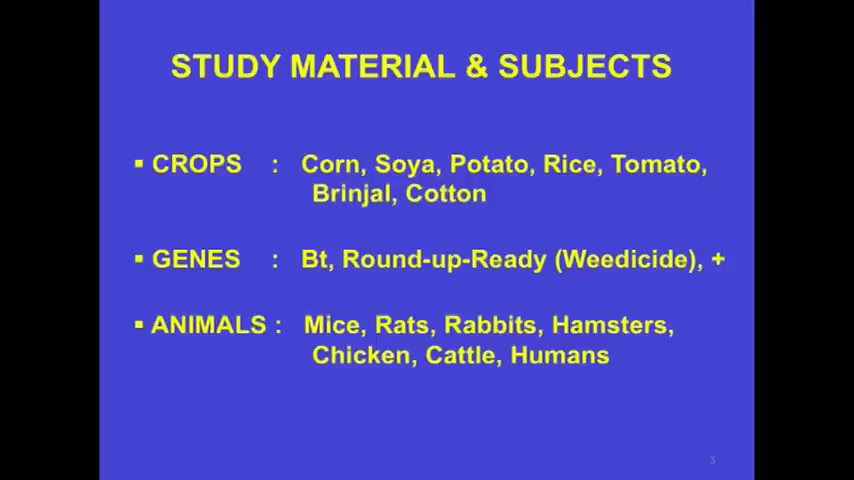 STUDY MATERIAL & SUBJECTS
▪ CROPS : Corn, Soya, Potato, Rice, Tomato,
Brinjal, Cotton
▪ GENES : Bt, Round-up-Ready (Weedicide), +
▪ ANIMALS : Mice, Rats, Rabbits, Hamsters,
Chicken, Cattle, Humans
3